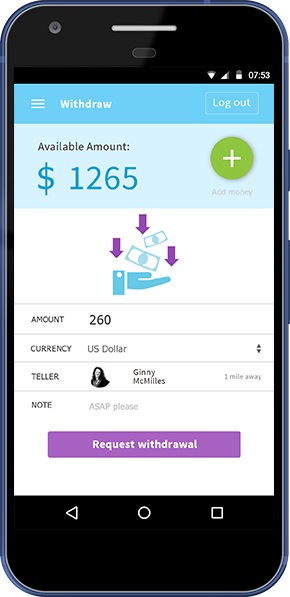 07:53
Withdraw
Log out
Available Amount:
$ 1265
Add money
AMOUNT 260
CURRENCY US Dollar
TELLER Ginny
McMilles
1 mile away
NOTE ASAP please
Request withdrawal